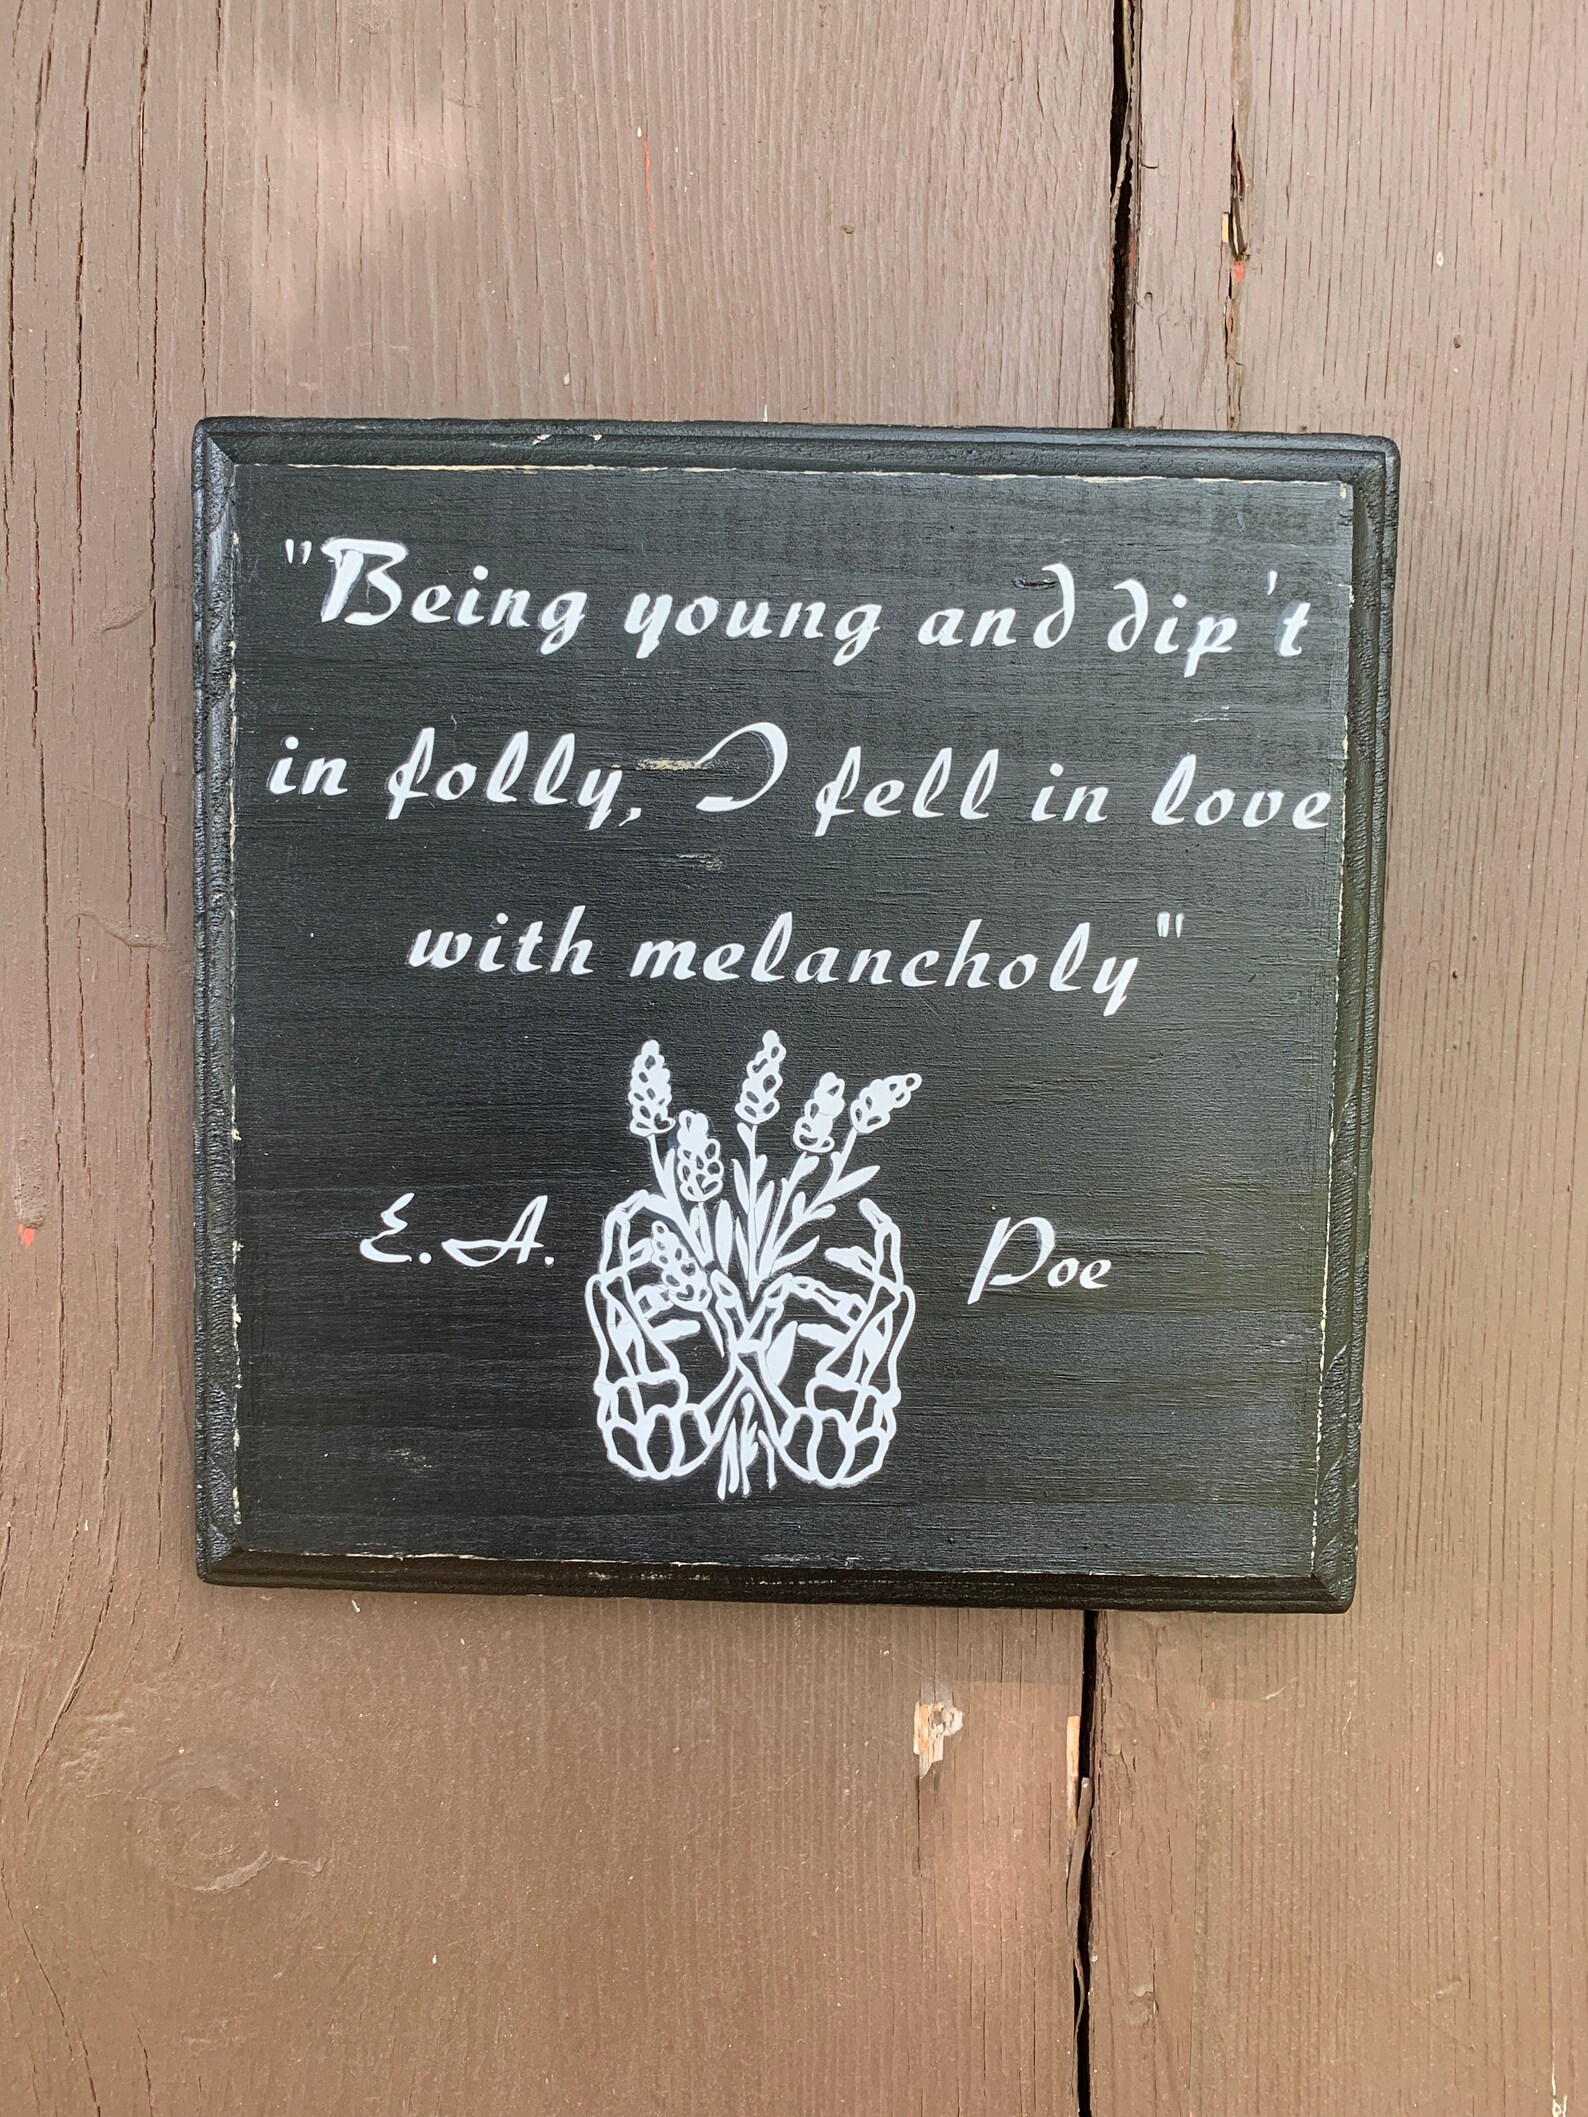 "Being young and dip't
in folly, I fell in love
with melancholy"
E.A. Poe